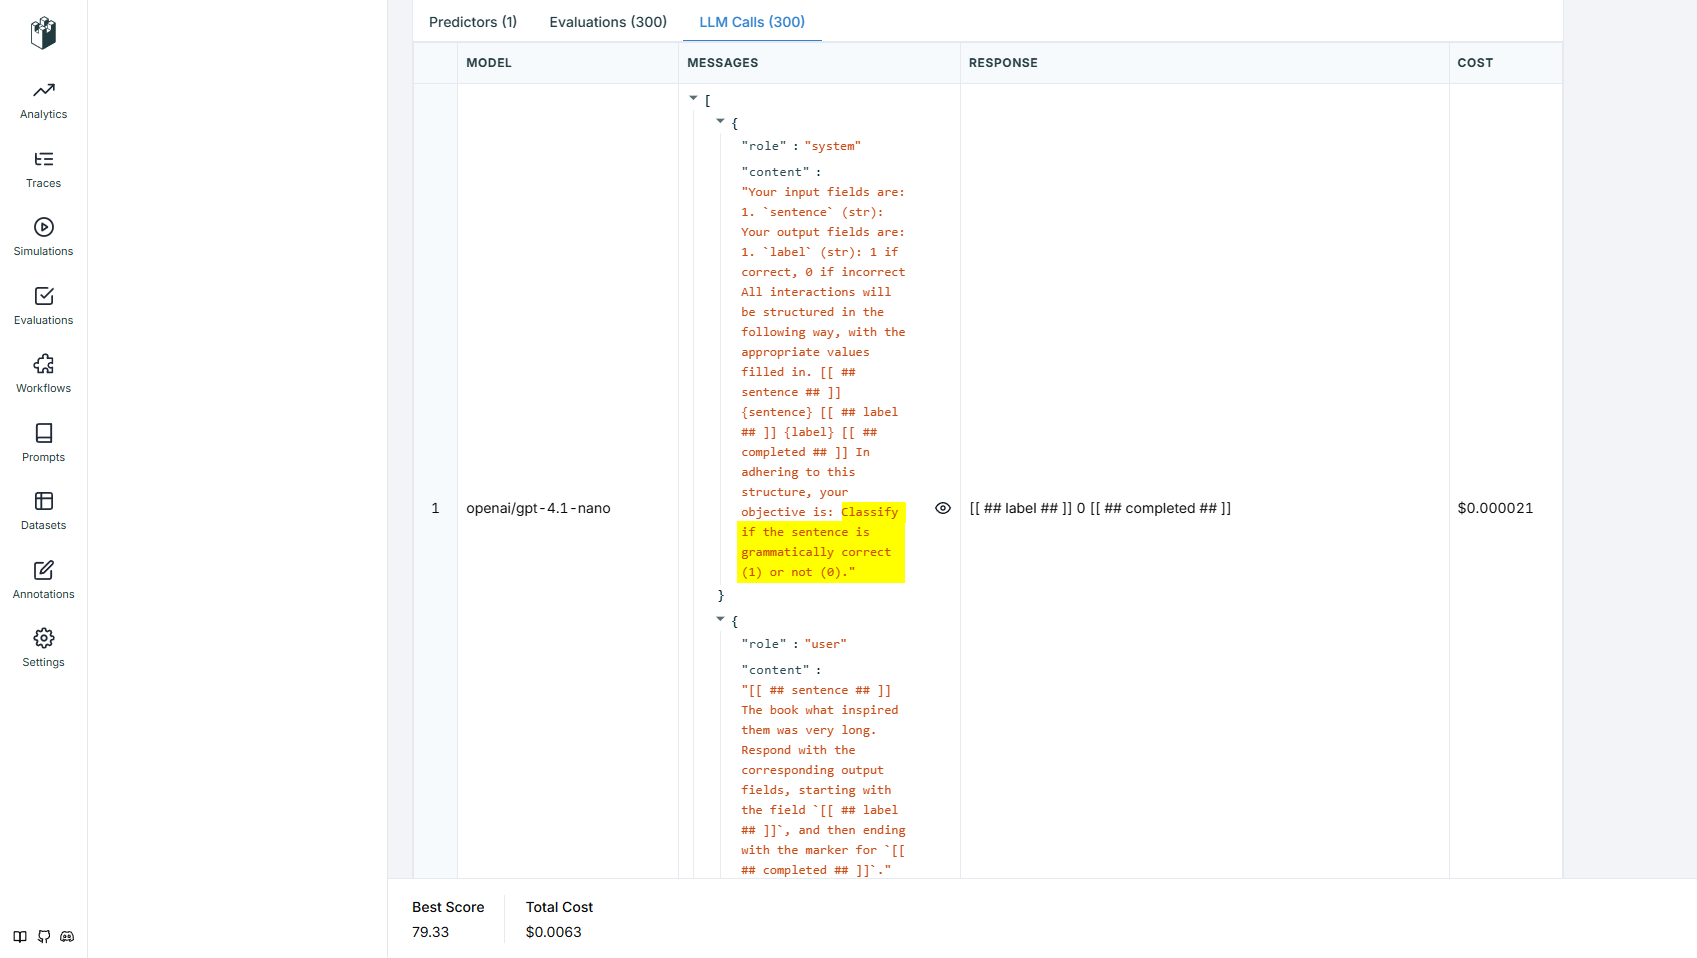 Predictors (1) Evaluations (300) LLM Calls (300)
MODEL MESSAGES RESPONSE COST
Analytics
Traces
Simulations
Evaluations
Workflows
Prompts
Datasets
Annotations
Settings
1 openai/gpt-4.1-nano
[
{
"role" : "system"
"content" :
"Your input fields are:
1. `sentence` (str):
Your output fields are:
1. `label` (str): 1 if
correct, 0 if incorrect
All interactions will
be structured in the
following way, with the
appropriate values
filled in. [[ ##
sentence ## ]]
{sentence} [[ ## label
## ]] {label} [[ ##
completed ## ]] In
adhering to this
structure, your
objective is: Classify
if the sentence is
grammatically correct
(1) or not (0)."
}
{
"role" : "user"
"content" :
"[[ ## sentence ## ]]
The book what inspired
them was very long.
Respond with the
corresponding output
fields, starting with
the field `[[ ## label
## ]]`, and then ending
with the marker for `[[
## completed ## ]]`."
[[ ## label ## ]] 0 [[ ## completed ## ]]
$0.000021
Best Score Total Cost
79.33 $0.0063